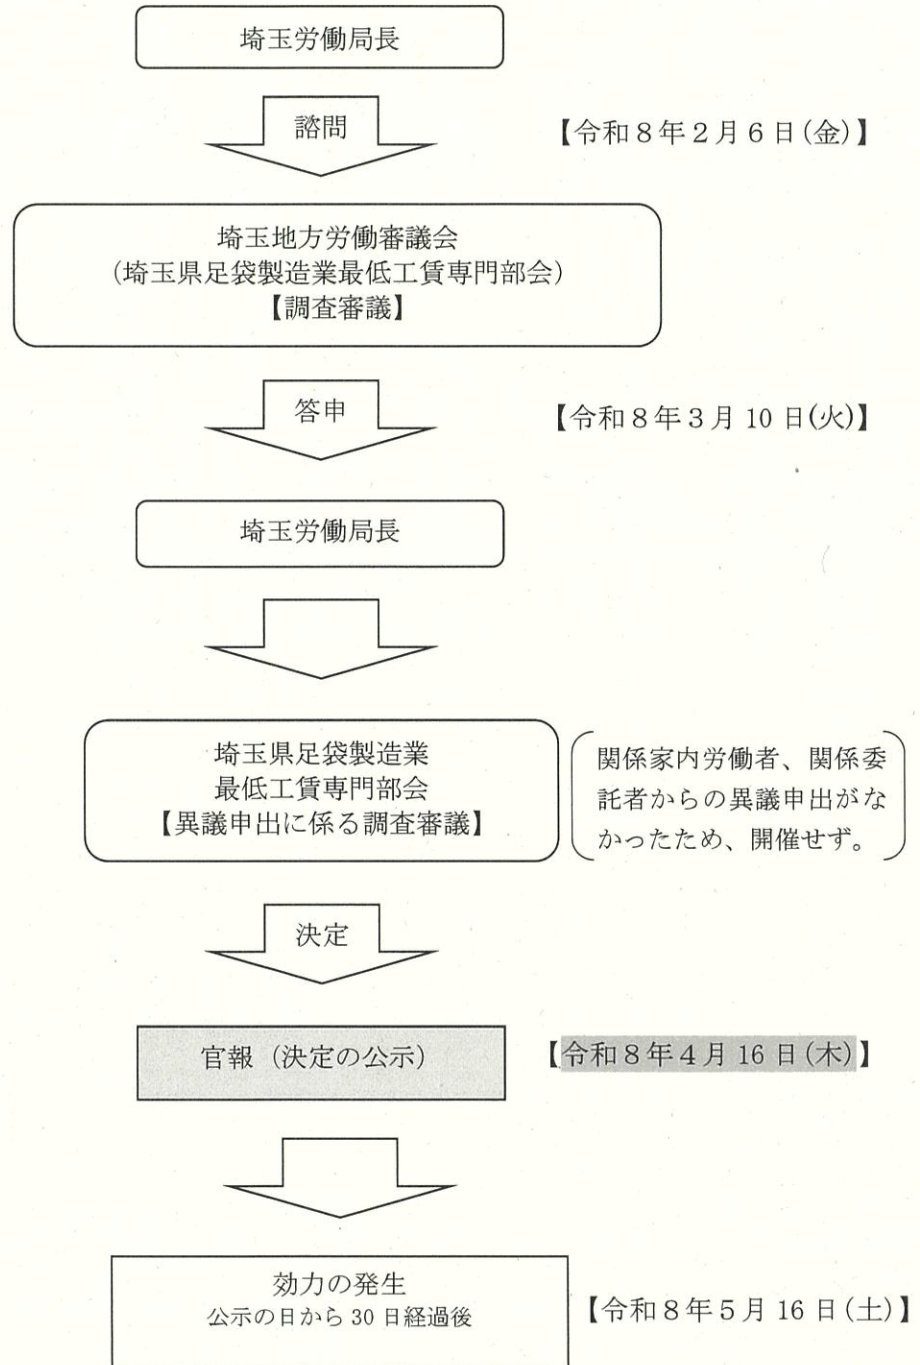 埼玉労働局長
諮問
【令和８年２月６日(金)】
埼玉地方労働審議会
(埼玉県足袋製造業最低工賃専門部会)
【調査審議】
答申
【令和８年３月10日(火)】
埼玉労働局長
埼玉県足袋製造業
最低工賃専門部会
【異議申出に係る調査審議】
関係家内労働者、関係委
託者からの異議申出がな
かったため、開催せず。
決定
官報（決定の公示）
【令和８年４月16日(木)】
効力の発生
公示の日から30日経過後
【令和８年５月16日(土)】